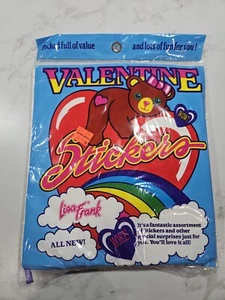 packed full of value and lots of fun for you!
VALENTINE
Stickers
Lisa Frank
ALL NEW!
It's a fantastic assortment
of stickers and other
special surprises just for
you. You'll love it all!